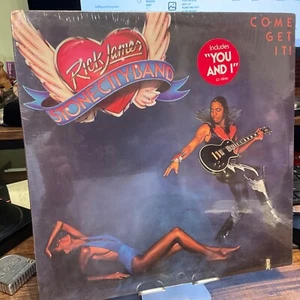 COME
GET
IT!
Rick James
STONE CITY BAND
Includes
"YOU
AND I"